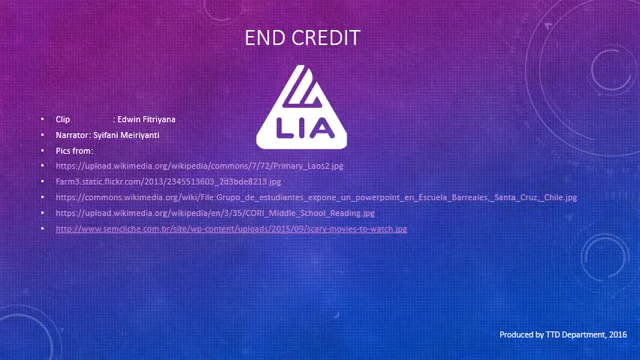 END CREDIT
LIA
• Clip : Edwin Fitriyana
• Narrator: Syifani Meiriyanti
• Pics from:
• https://upload.wikimedia.org/wikipedia/commons/7/72/Primary_Laos2.jpg
• Farm3.static.flickr.com/2013/2345513603_2d3bde8213.jpg
• https://commons.wikimedia.org/wiki/File:Grupo_de_estudiantes_expone_un_powerpoint_en_Escuela_Barreales,_Santa_Cruz,_Chile.jpg
• https://upload.wikimedia.org/wikipedia/en/3/35/CORI_Middle_School_Reading.jpg
• http://www.semcliche.com.br/site/wp-content/uploads/2015/09/scary-movies-to-watch.jpg
Produced by TTD Department, 2016